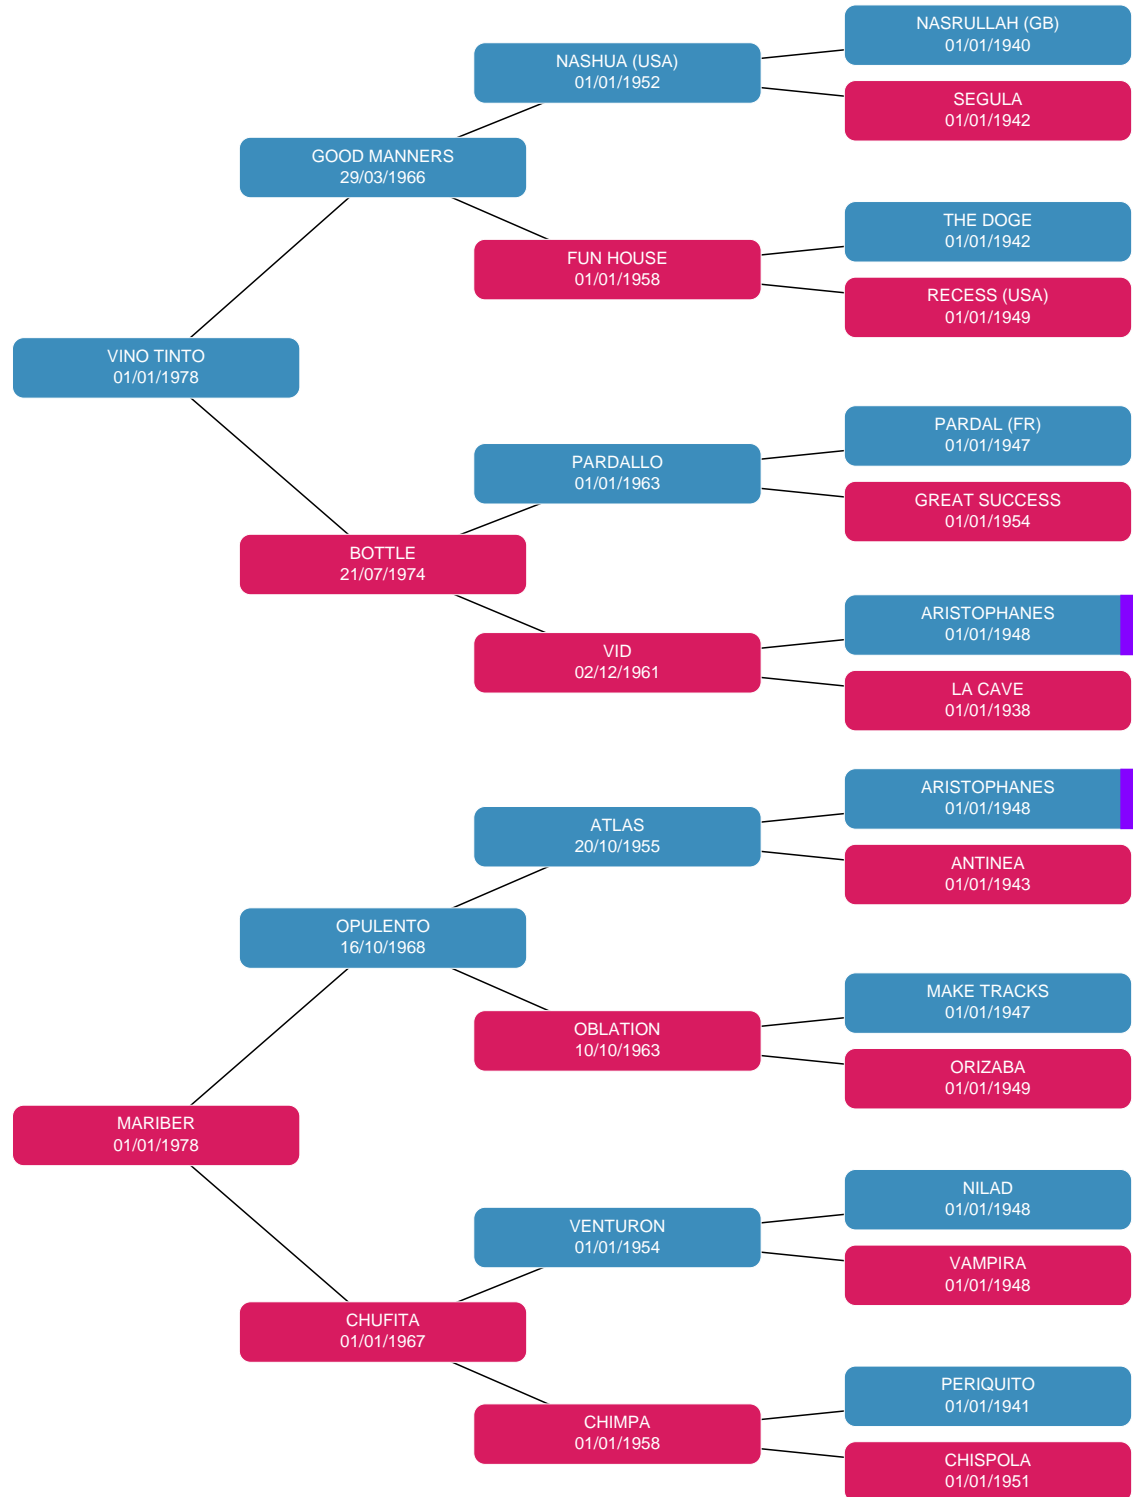 NASRULLAH (GB)
01/01/1940
NASHUA (USA)
01/01/1952
SEGULA
01/01/1942
GOOD MANNERS
29/03/1966
THE DOGE
01/01/1942
FUN HOUSE
01/01/1958
RECESS (USA)
01/01/1949
VINO TINTO
01/01/1978
PARDAL (FR)
01/01/1947
PARDALLO
01/01/1963
GREAT SUCCESS
01/01/1954
BOTTLE
21/07/1974
ARISTOPHANES
01/01/1948
VID
02/12/1961
LA CAVE
01/01/1938
ARISTOPHANES
01/01/1948
ATLAS
20/10/1955
ANTINEA
01/01/1943
OPULENTO
16/10/1968
MAKE TRACKS
01/01/1947
OBLATION
10/10/1963
ORIZABA
01/01/1949
MARIBER
01/01/1978
NILAD
01/01/1948
VENTURON
01/01/1954
VAMPIRA
01/01/1948
CHUFITA
01/01/1967
PERIQUITO
01/01/1941
CHIMPA
01/01/1958
CHISPOLA
01/01/1951